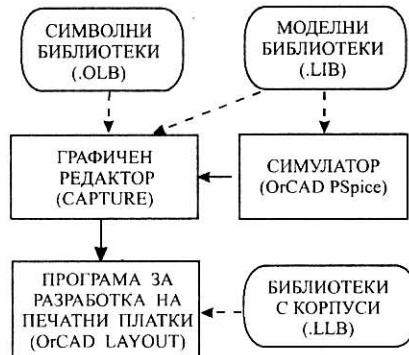 СИМВОЛНИ
БИБЛИОТЕКИ
(.OLB)
МОДЕЛНИ
БИБЛИОТЕКИ
(.LIB)
ГРАФИЧЕН
РЕДАКТОР
(CAPTURE)
СИМУЛАТОР
(OrCAD PSpice)
ПРОГРАМА ЗА
РАЗРАБОТКА НА
ПЕЧАТНИ ПЛАТКИ
(OrCAD LAYOUT)
БИБЛИОТЕКИ
С КОРПУСИ
(.LLB)